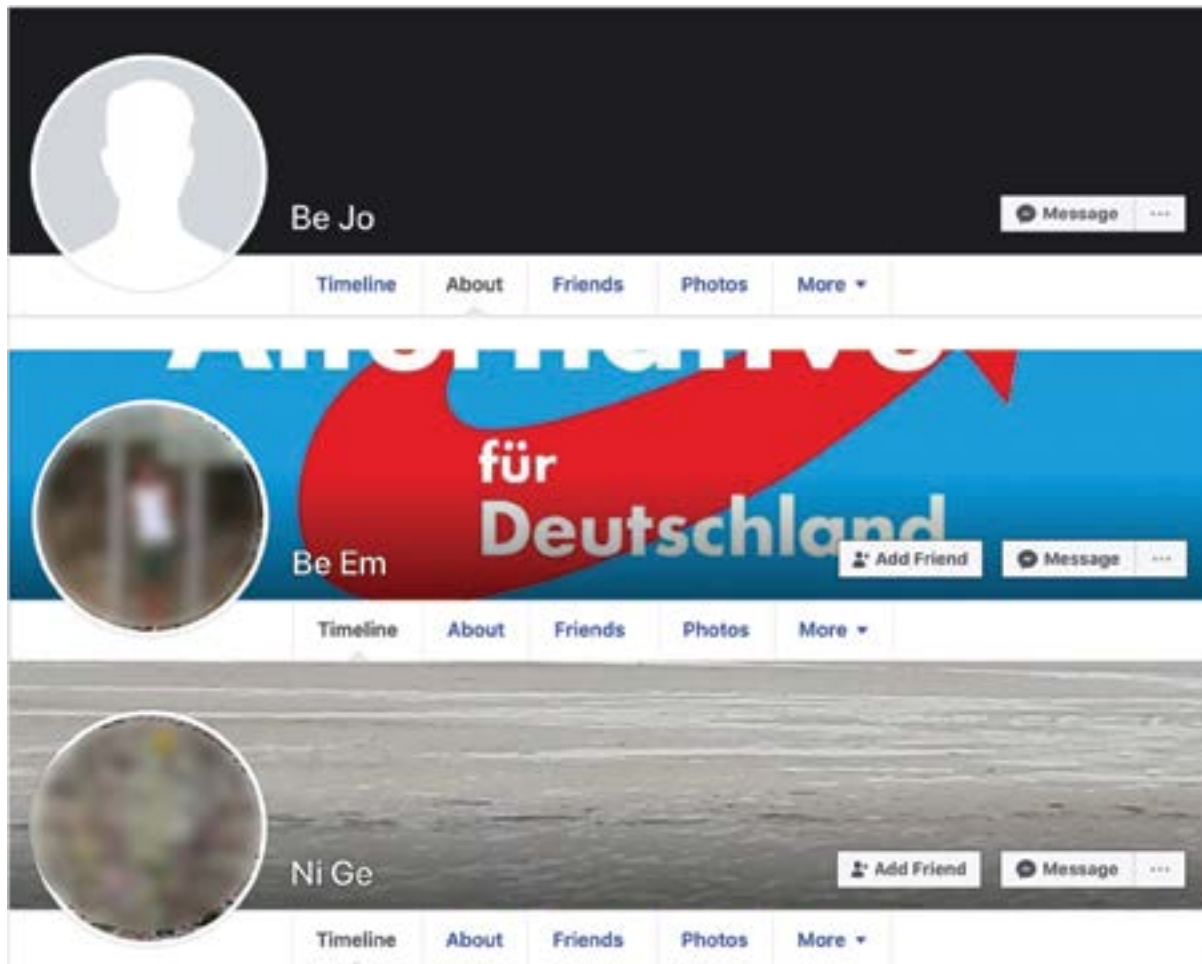 Be Jo
Message ...
Timeline About Friends Photos More
Alternative
für
Deutschland
Be Em
Add Friend Message ...
Timeline About Friends Photos More
Ni Ge
Add Friend Message ...
Timeline About Friends Photos More